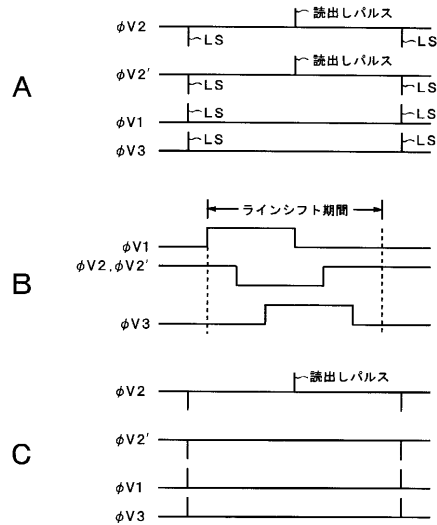 A
φV2 読出しパルス
LS LS
φV2' 読出しパルス
LS LS
φV1 LS LS
φV3 LS LS
B
ラインシフト期間
φV1
φV2,φV2'
φV3
C
φV2 読出しパルス
φV2'
φV1
φV3